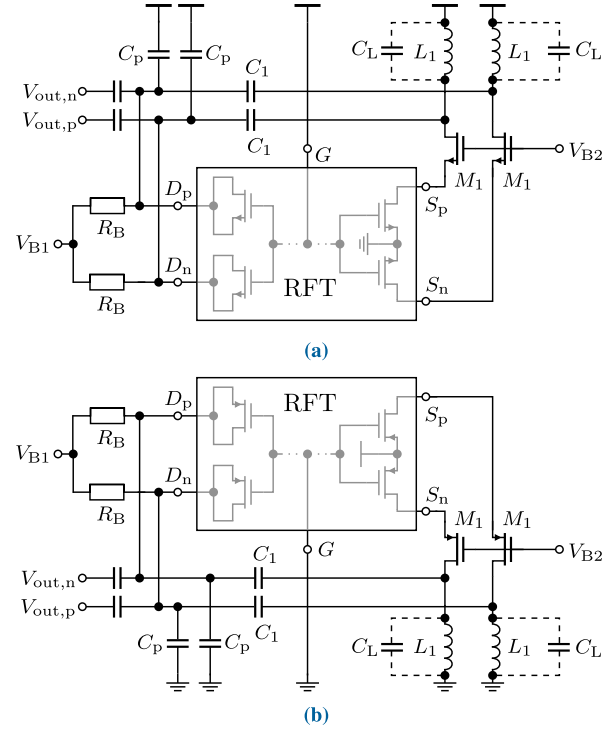 C_p C_p C_1 C_L L_1 L_1 C_L
V_out,n
V_out,p
C_1
G
V_B2
D_p S_p M_1 M_1
R_B
V_B1
D_n RFT S_n
R_B
(a)
D_p RFT S_p
R_B
V_B1
D_n S_n M_1 M_1
R_B
G V_B2
C_1
V_out,n
V_out,p
C_1
C_p C_p C_L L_1 L_1 C_L
(b)